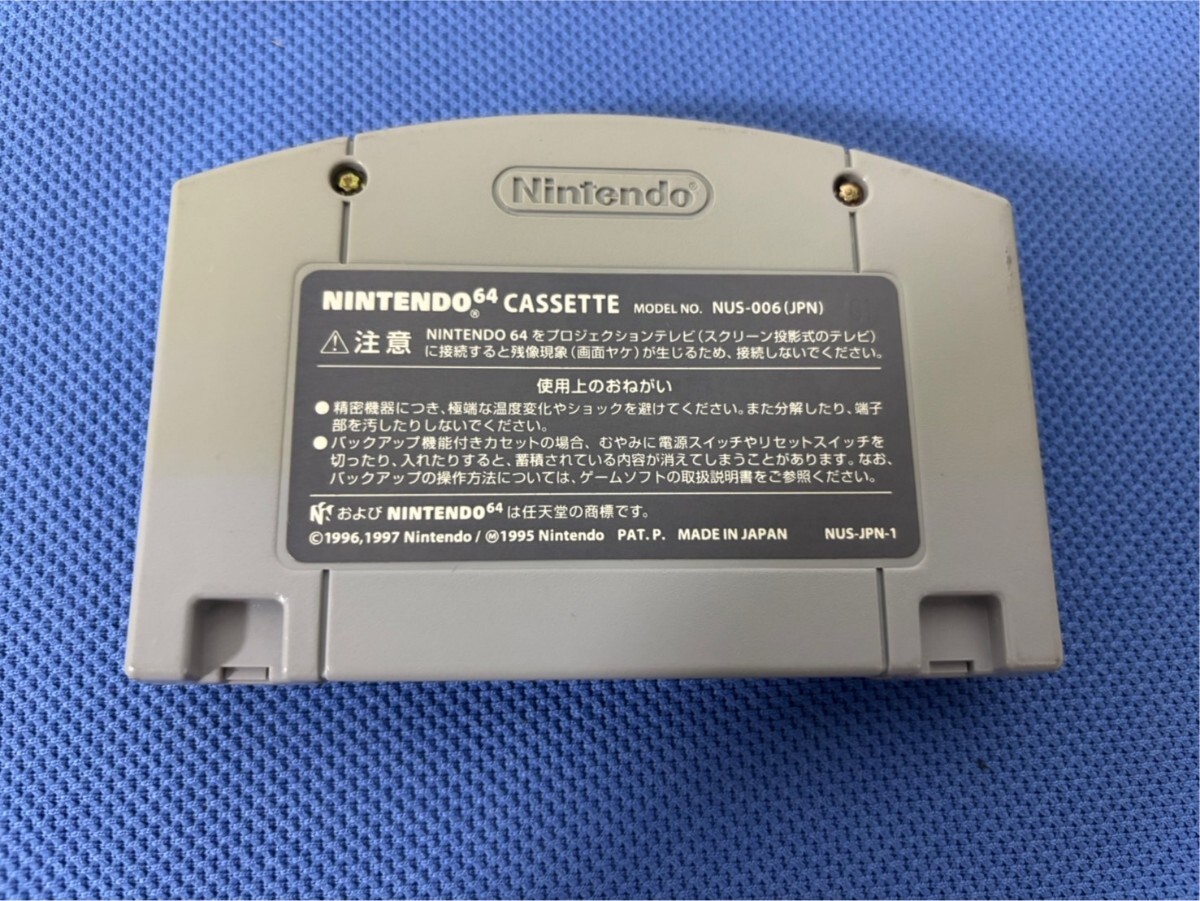 Nintendo®
NINTENDO64® CASSETTE MODEL NO. NUS-006(JPN)
⚠注意 NINTENDO 64をプロジェクションテレビ(スクリーン投影式のテレビ)
に接続すると残像現象(画面ヤケ)が生じるため、接続しないでください。
使用上のおねがい
●精密機器につき、極端な温度変化やショックを避けてください。また分解したり、端子
部を汚したりしないでください。
●バックアップ機能付きカセットの場合、むやみに電源スイッチやリセットスイッチを
切ったり、入れたりすると、蓄積されている内容が消えてしまうことがあります。なお、
バックアップの操作方法については、ゲームソフトの取扱説明書をご参照ください。
および NINTENDO64 は任天堂の商標です。
©1996,1997 Nintendo/Ⓜ1995 Nintendo PAT. P. MADE IN JAPAN NUS-JPN-1